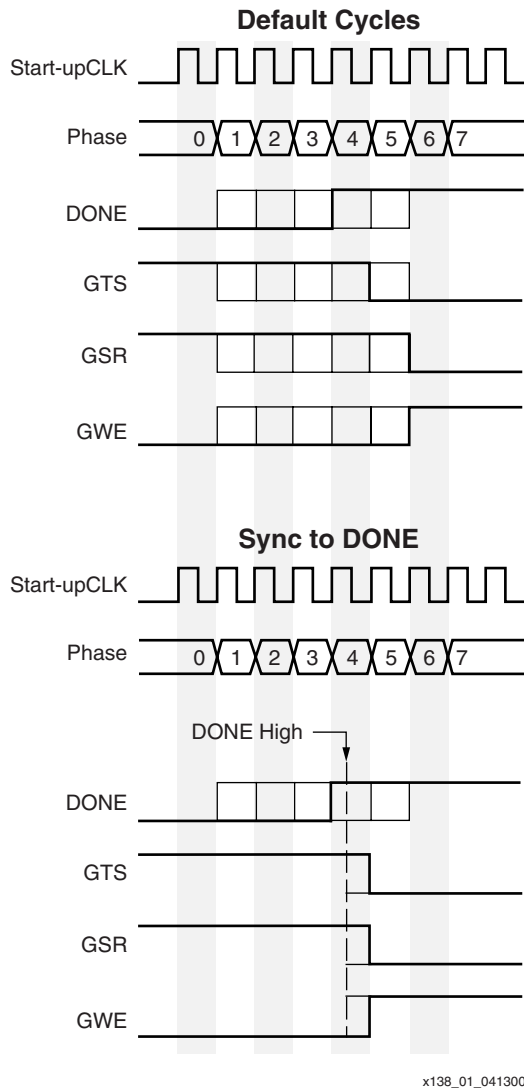 Default Cycles
Start-upCLK
Phase 0 1 2 3 4 5 6 7
DONE
GTS
GSR
GWE
Sync to DONE
Start-upCLK
Phase 0 1 2 3 4 5 6 7
DONE High
DONE
GTS
GSR
GWE
x138_01_041300